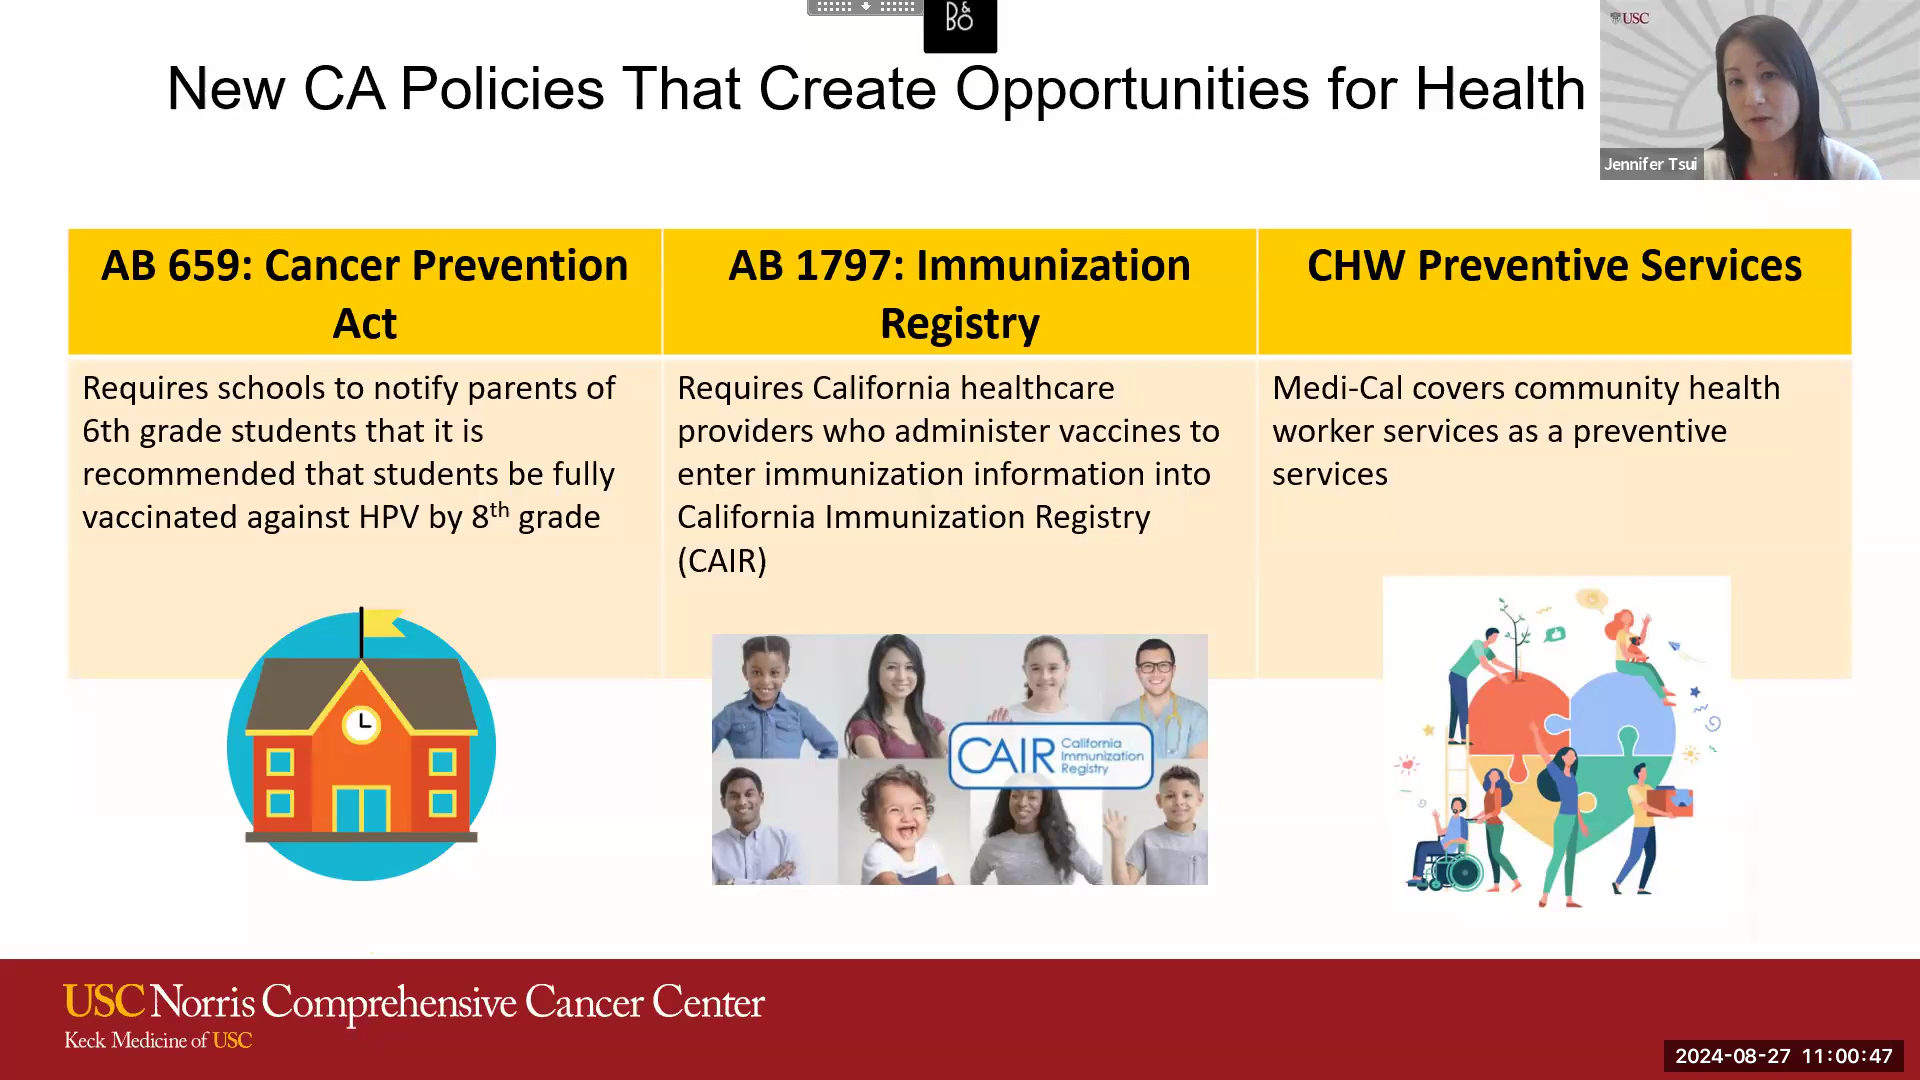 B&O
New CA Policies That Create Opportunities for Health
USC
Jennifer Tsui
AB 659: Cancer Prevention
Act
Requires schools to notify parents of
6th grade students that it is
recommended that students be fully
vaccinated against HPV by 8th grade
AB 1797: Immunization
Registry
Requires California healthcare
providers who administer vaccines to
enter immunization information into
California Immunization Registry
(CAIR)
CAIR California
Immunization
Registry
CHW Preventive Services
Medi-Cal covers community health
worker services as a preventive
services
USC Norris Comprehensive Cancer Center
Keck Medicine of USC
2024-08-27 11:00:47